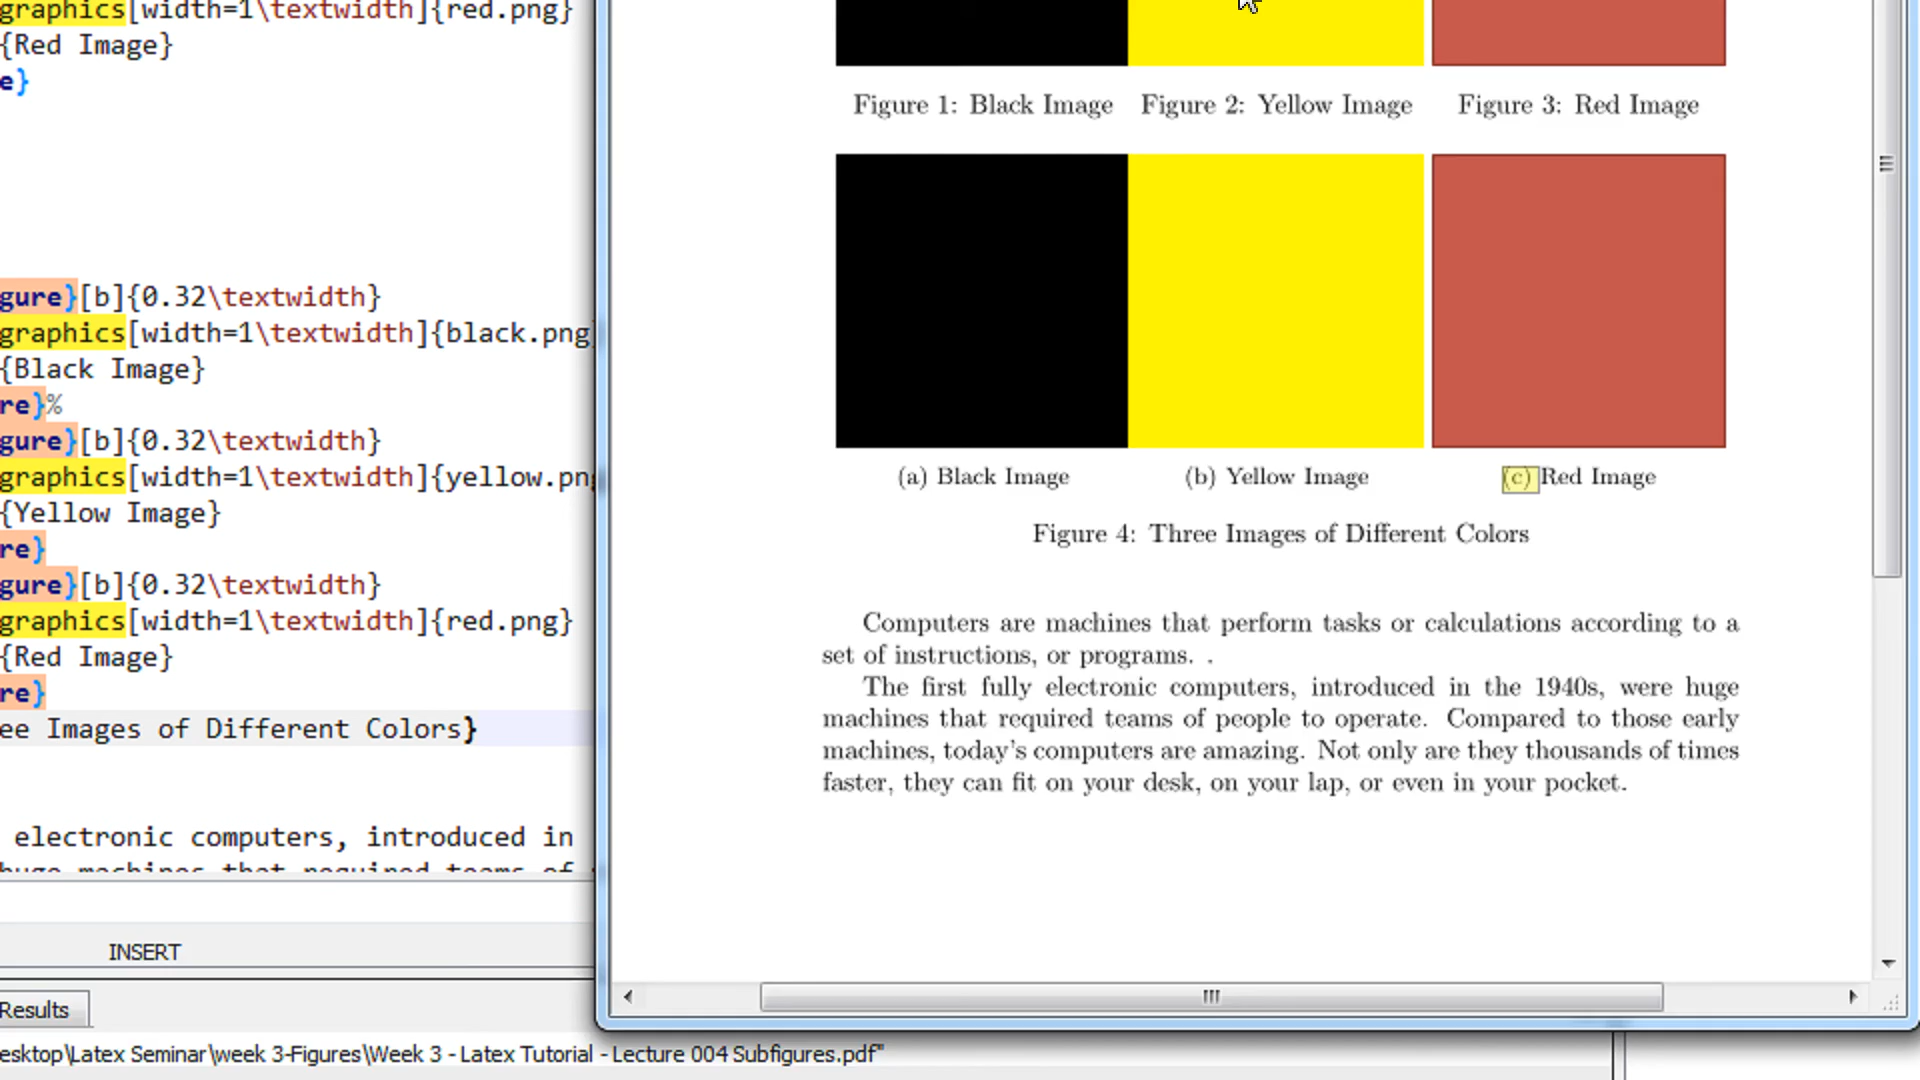 graphics[width=1\textwidth]{red.png}
{Red Image}
e}
gure}[b]{0.32\textwidth}
graphics[width=1\textwidth]{black.png}
{Black Image}
re}%
gure}[b]{0.32\textwidth}
graphics[width=1\textwidth]{yellow.png
{Yellow Image}
re}
gure}[b]{0.32\textwidth}
graphics[width=1\textwidth]{red.png}
{Red Image}
re}
ee Images of Different Colors}
electronic computers, introduced in
huge machines that required teams of
INSERT
Results
esktop\Latex Seminar\week 3-Figures\Week 3 - Latex Tutorial - Lecture 004 Subfigures.pdf"
Figure 1: Black Image
Figure 2: Yellow Image
Figure 3: Red Image
(a) Black Image
(b) Yellow Image
(c) Red Image
Figure 4: Three Images of Different Colors
Computers are machines that perform tasks or calculations according to a
set of instructions, or programs. .
The first fully electronic computers, introduced in the 1940s, were huge
machines that required teams of people to operate. Compared to those early
machines, today's computers are amazing. Not only are they thousands of times
faster, they can fit on your desk, on your lap, or even in your pocket.